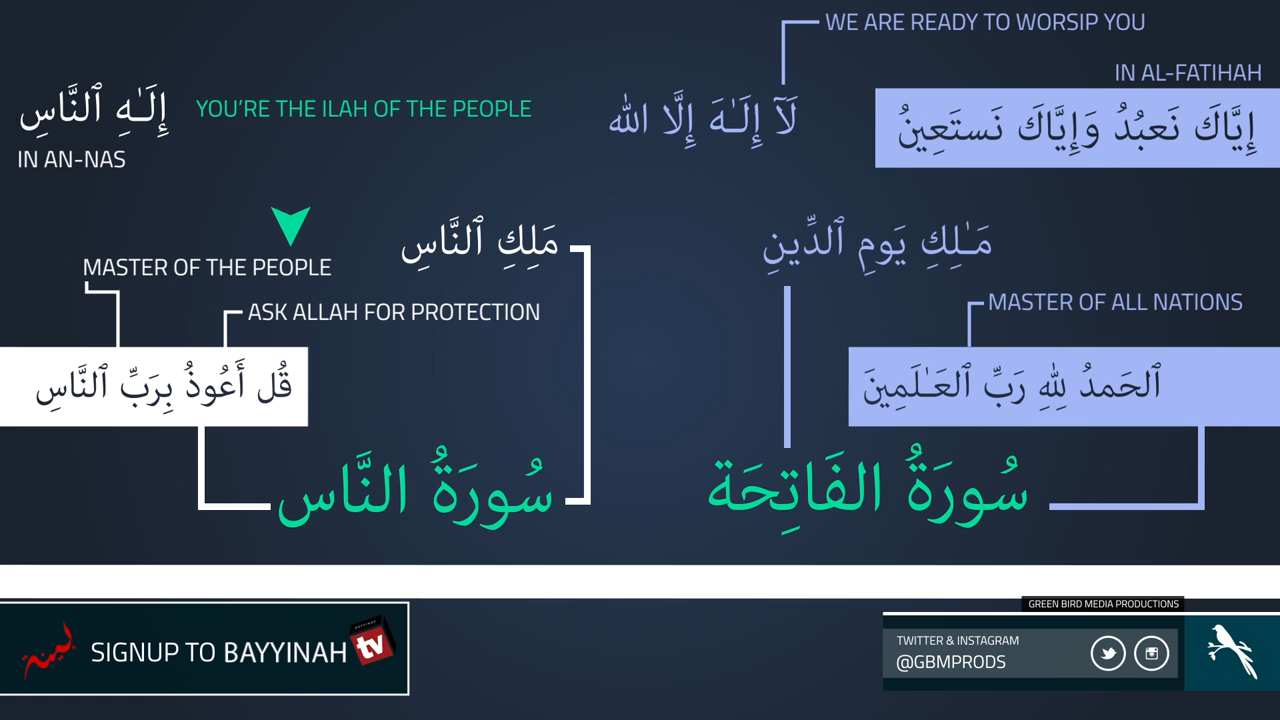 WE ARE READY TO WORSIP YOU
IN AL-FATIHAH
إِيَّاكَ نَعبُدُ وَإِيَّاكَ نَستَعِينُ
لَآ إِلَـٰهَ إِلَّا الله
YOU'RE THE ILAH OF THE PEOPLE
إِلَـٰهِ ٱلنَّاسِ
IN AN-NAS
مَـٰلِكِ يَومِ ٱلدِّينِ
مَلِكِ ٱلنَّاسِ
MASTER OF THE PEOPLE
ASK ALLAH FOR PROTECTION
MASTER OF ALL NATIONS
ٱلحَمدُ لِلَّهِ رَبِّ ٱلعَـٰلَمِينَ
قُل أَعُوذُ بِرَبِّ ٱلنَّاسِ
سُورَةُ الفَاتِحَة
سُورَةُ النَّاس
GREEN BIRD MEDIA PRODUCTIONS
SIGNUP TO BAYYINAH tv
TWITTER & INSTAGRAM
@GBMPRODS